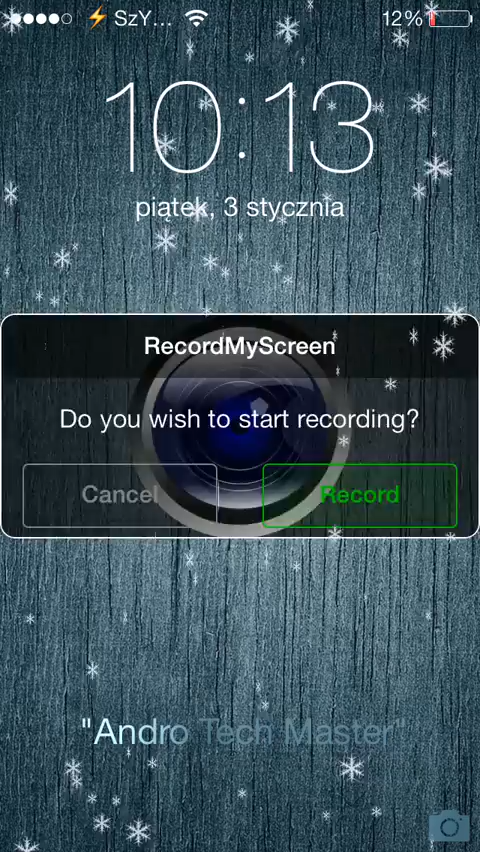 SzY... 12%
10:13
piątek, 3 stycznia
RecordMyScreen
Do you wish to start recording?
Cancel Record
"Andro Tech Master"